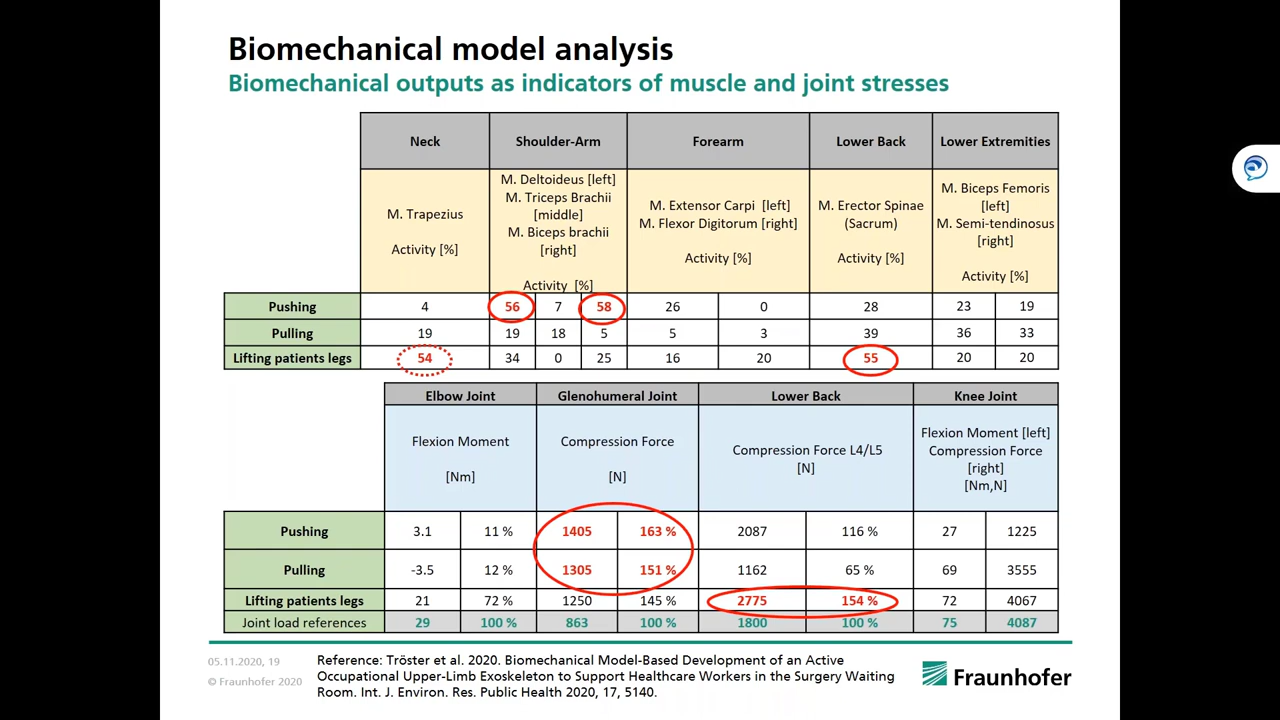 Biomechanical model analysis
Biomechanical outputs as indicators of muscle and joint stresses
Neck Shoulder-Arm Forearm Lower Back Lower Extremities
M. Trapezius
Activity [%]
M. Deltoideus [left]
M. Triceps Brachii
[middle]
M. Biceps brachii
[right]
Activity [%]
M. Extensor Carpi [left]
M. Flexor Digitorum [right]
Activity [%]
M. Erector Spinae
(Sacrum)
Activity [%]
M. Biceps Femoris
[left]
M. Semi-tendinosus
[right]
Activity [%]
Pushing 4 56 7 58 26 0 28 23 19
Pulling 19 19 18 5 5 3 39 36 33
Lifting patients legs 54 34 0 25 16 20 55 20 20
Elbow Joint Glenohumeral Joint Lower Back Knee Joint
Flexion Moment
[Nm]
Compression Force
[N]
Compression Force L4/L5
[N]
Flexion Moment [left]
Compression Force
[right]
[Nm,N]
Pushing 3.1 11 % 1405 163 % 2087 116 % 27 1225
Pulling -3.5 12 % 1305 151 % 1162 65 % 69 3555
Lifting patients legs 21 72 % 1250 145 % 2775 154 % 72 4067
Joint load references 29 100 % 863 100 % 1800 100 % 75 4087
05.11.2020, 19
© Fraunhofer 2020
Reference: Tröster et al. 2020. Biomechanical Model-Based Development of an Active
Occupational Upper-Limb Exoskeleton to Support Healthcare Workers in the Surgery Waiting
Room. Int. J. Environ. Res. Public Health 2020, 17, 5140.
Fraunhofer